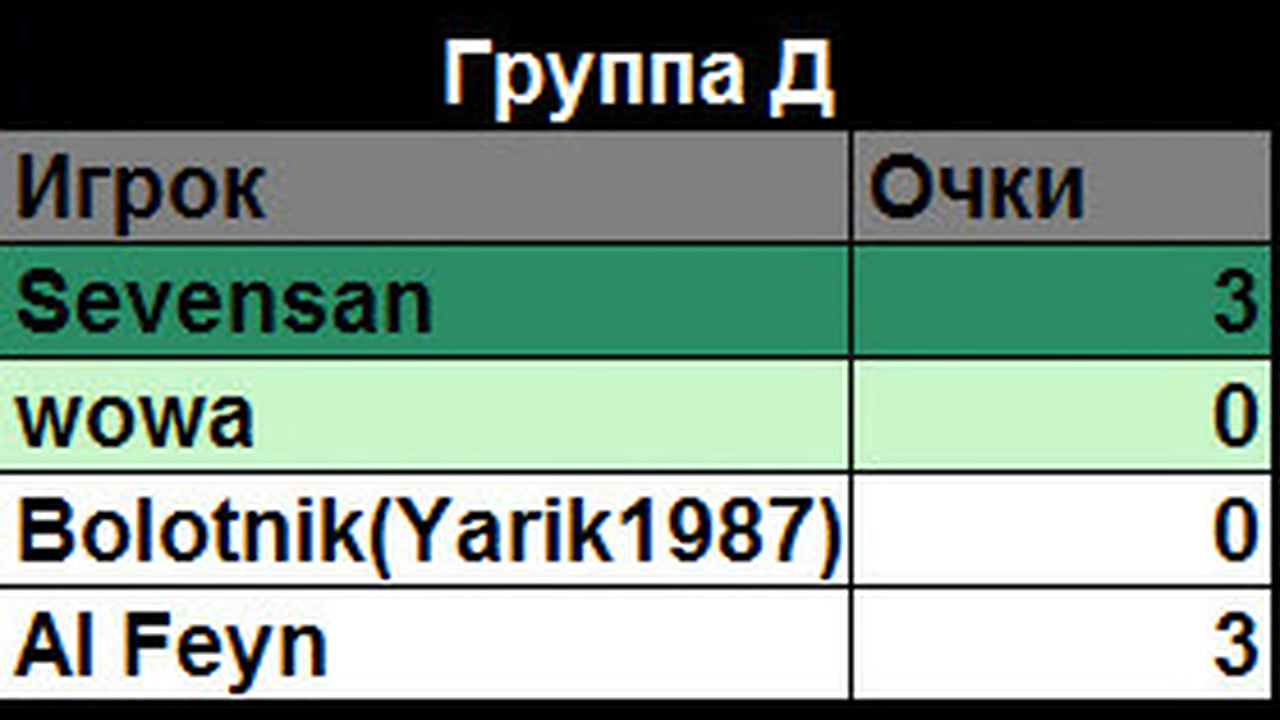 Группа Д
Игрок Очки
Sevensan 3
wowa 0
Bolotnik(Yarik1987) 0
Al Feyn 3